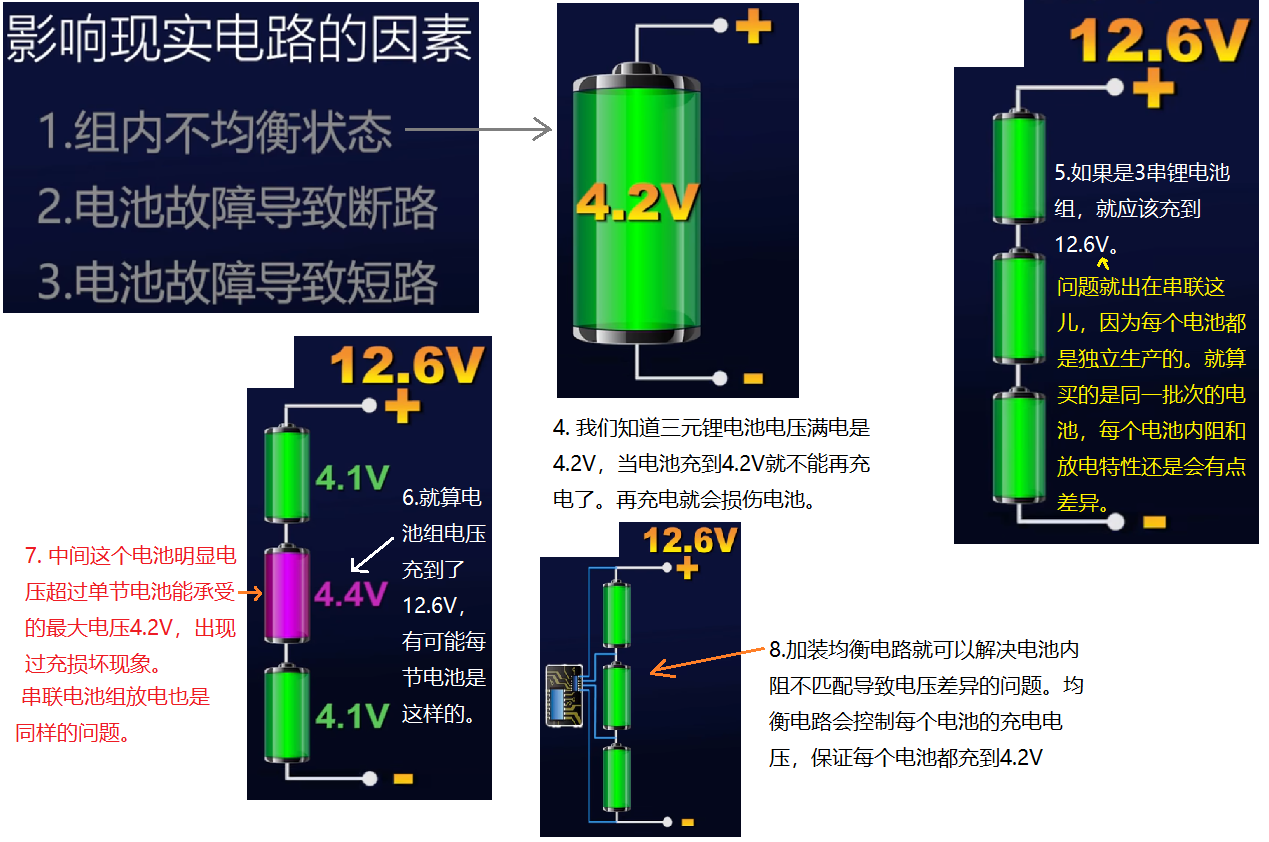 影响现实电路的因素
1.组内不均衡状态
2.电池故障导致断路
3.电池故障导致短路
+
4.2V
-
4. 我们知道三元锂电池电压满电是
4.2V，当电池充到4.2V就不能再充
电了。再充电就会损伤电池。
12.6V
+
5.如果是3串锂电池
组，就应该充到
12.6V。
问题就出在串联这
儿，因为每个电池都
是独立生产的。就算
买的是同一批次的电
池，每个电池内阻和
放电特性还是会有点
差异。
-
12.6V
+
4.1V
4.4V
4.1V
-
6.就算电
池组电压
充到了
12.6V，
有可能每
节电池是
这样的。
7. 中间这个电池明显电
压超过单节电池能承受
的最大电压4.2V，出现
过充损坏现象。
串联电池组放电也是
同样的问题。
12.6V
+
-
8.加装均衡电路就可以解决电池内
阻不匹配导致电压差异的问题。均
衡电路会控制每个电池的充电电
压，保证每个电池都充到4.2V